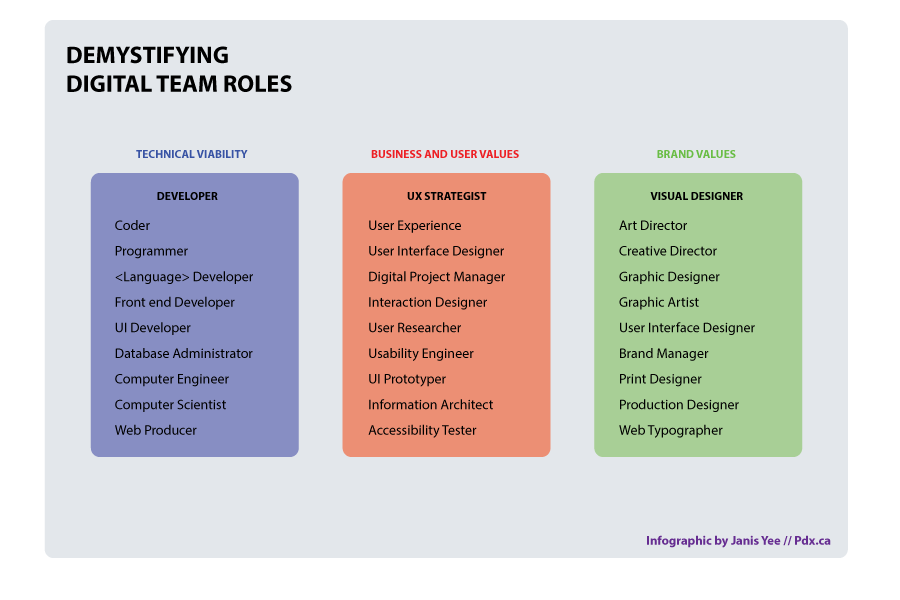 DEMYSTIFYING
DIGITAL TEAM ROLES
TECHNICAL VIABILITY
DEVELOPER
Coder
Programmer
<Language> Developer
Front end Developer
UI Developer
Database Administrator
Computer Engineer
Computer Scientist
Web Producer
BUSINESS AND USER VALUES
UX STRATEGIST
User Experience
User Interface Designer
Digital Project Manager
Interaction Designer
User Researcher
Usability Engineer
UI Prototyper
Information Architect
Accessibility Tester
BRAND VALUES
VISUAL DESIGNER
Art Director
Creative Director
Graphic Designer
Graphic Artist
User Interface Designer
Brand Manager
Print Designer
Production Designer
Web Typographer
Infographic by Janis Yee // Pdx.ca